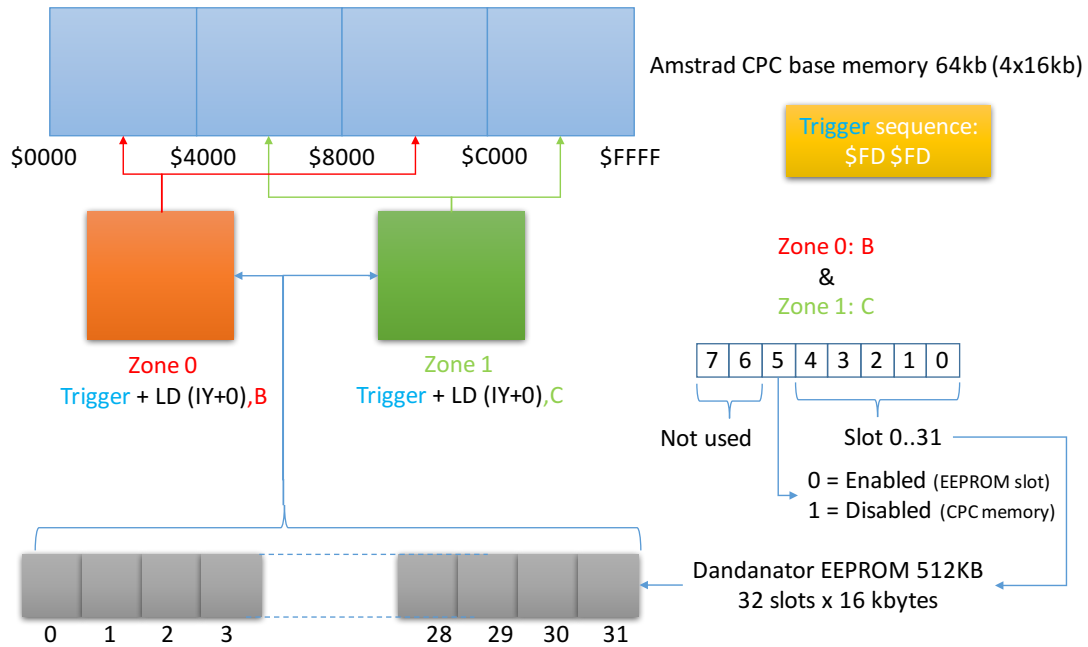 Amstrad CPC base memory 64kb (4x16kb)
Trigger sequence:
$FD $FD
$0000
$4000
$8000
$C000
$FFFF
Zone 0: B
&
Zone 1: C
Zone 0
Trigger + LD (IY+0),B
Zone 1
Trigger + LD (IY+0),C
7 6 5 4 3 2 1 0
Not used
Slot 0..31
0 = Enabled (EEPROM slot)
1 = Disabled (CPC memory)
Dandanator EEPROM 512KB
32 slots x 16 kbytes
0 1 2 3 28 29 30 31